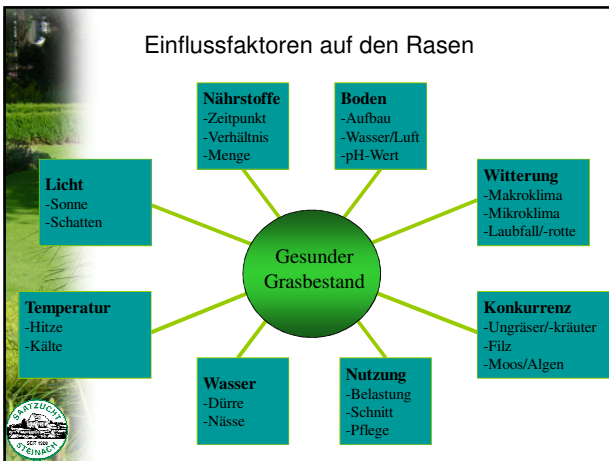 Einflussfaktoren auf den Rasen
Nährstoffe
-Zeitpunkt
-Verhältnis
-Menge
Boden
-Aufbau
-Wasser/Luft
-pH-Wert
Licht
-Sonne
-Schatten
Witterung
-Makroklima
-Mikroklima
-Laubfall/-rotte
Gesunder
Grasbestand
Temperatur
-Hitze
-Kälte
Konkurrenz
-Ungräser/-kräuter
-Filz
-Moos/Algen
Wasser
-Dürre
-Nässe
Nutzung
-Belastung
-Schnitt
-Pflege
SAATZUCHT
SEIT 1920
STEINACH